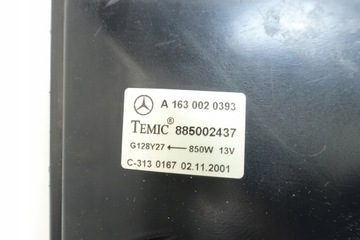 A 163 002 0393
TEMIC® 885002437
G128Y27 ← 850W 13V
C-313 0167 02.11.2001